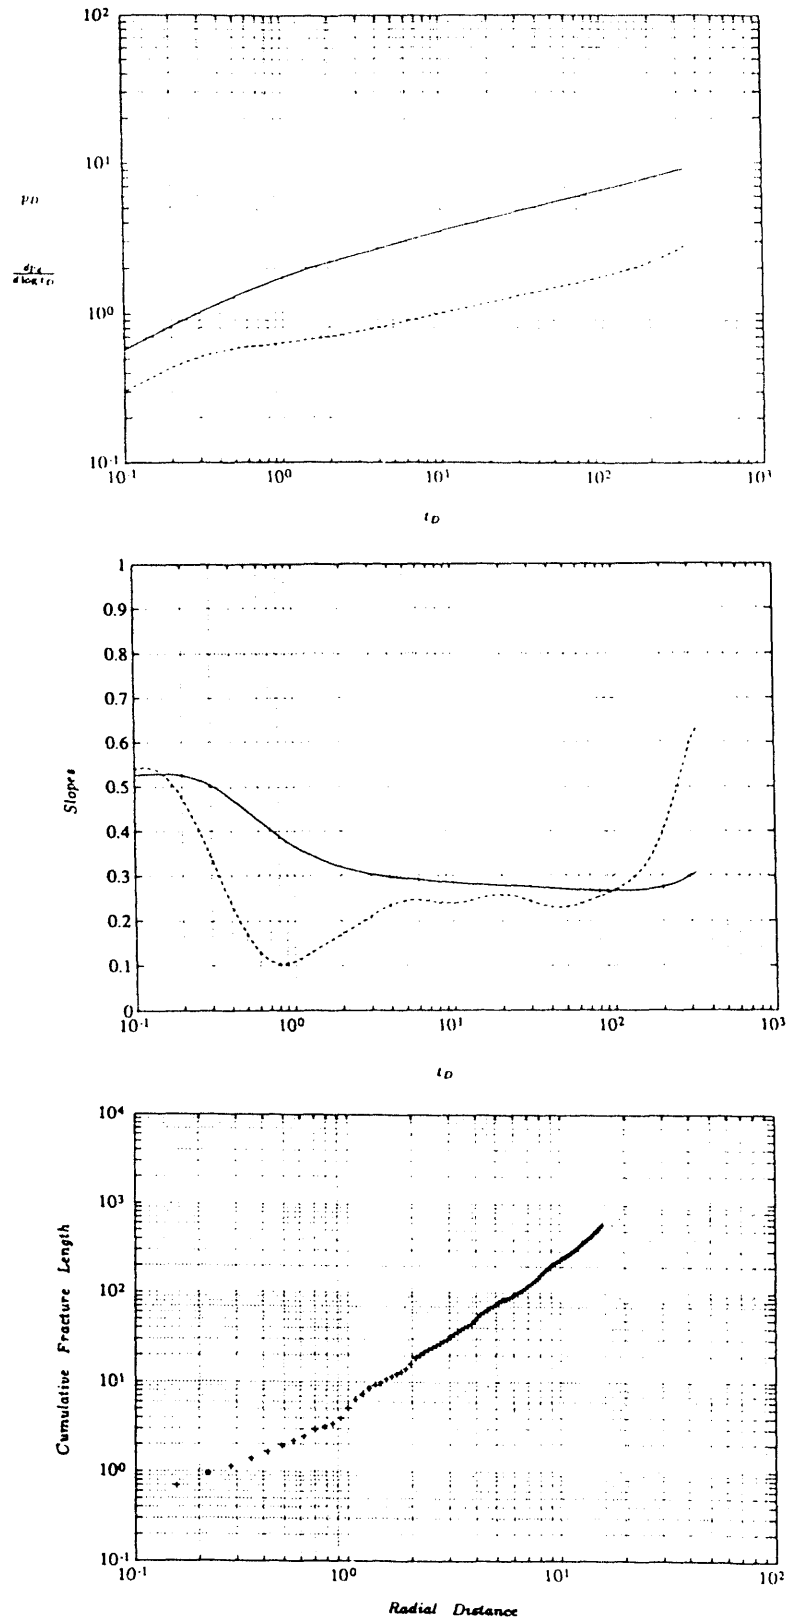 10²
10¹
p_D
10⁰
10⁻¹
10⁻¹ 10⁰ 10¹ 10² 10³
t_D
1
0.9
0.8
0.7
0.6
Slopes
0.5
0.4
0.3
0.2
0.1
0
10⁻¹ 10⁰ 10¹ 10² 10³
t_D
10⁴
10³
Cumulative Fracture Length
10²
10¹
10⁰
10⁻¹
10⁻¹ 10⁰ 10¹ 10²
Radial Distance